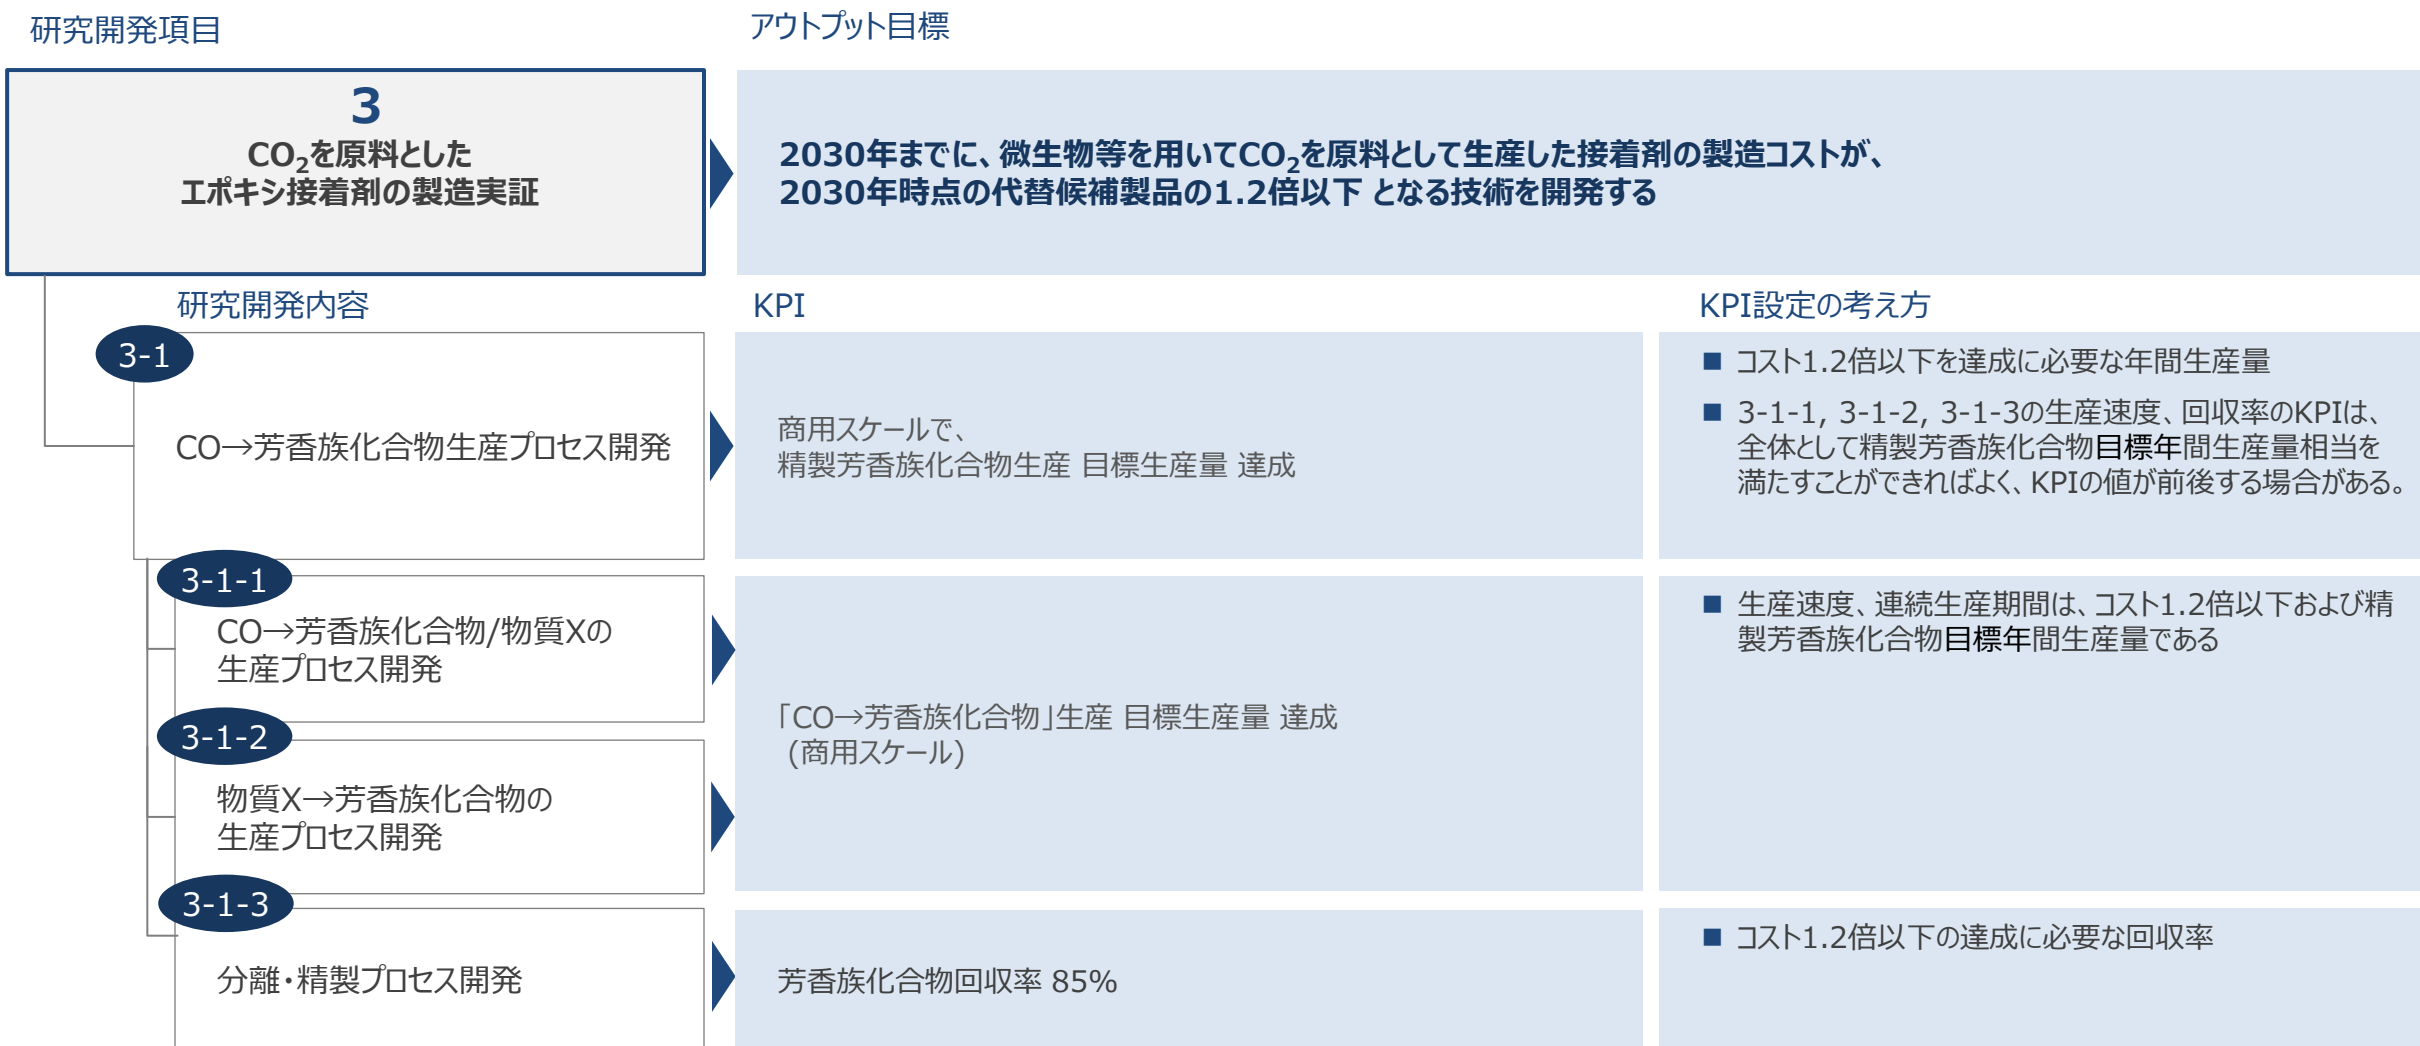 研究開発項目
アウトプット目標
3
CO2を原料とした
エポキシ接着剤の製造実証
2030年までに、微生物等を用いてCO2を原料として生産した接着剤の製造コストが、
2030年時点の代替候補製品の1.2倍以下 となる技術を開発する
研究開発内容
KPI
KPI設定の考え方
3-1
CO→芳香族化合物生産プロセス開発
商用スケールで、
精製芳香族化合物生産 目標生産量 達成
■ コスト1.2倍以下を達成に必要な年間生産量
■ 3-1-1, 3-1-2, 3-1-3の生産速度、回収率のKPIは、
全体として精製芳香族化合物目標年間生産量相当を
満たすことができればよく、KPIの値が前後する場合がある。
3-1-1
CO→芳香族化合物/物質Xの
生産プロセス開発
「CO→芳香族化合物」生産 目標生産量 達成
(商用スケール)
■ 生産速度、連続生産期間は、コスト1.2倍以下および精
製芳香族化合物目標年間生産量である
3-1-2
物質X→芳香族化合物の
生産プロセス開発
3-1-3
分離・精製プロセス開発
芳香族化合物回収率 85%
■ コスト1.2倍以下の達成に必要な回収率